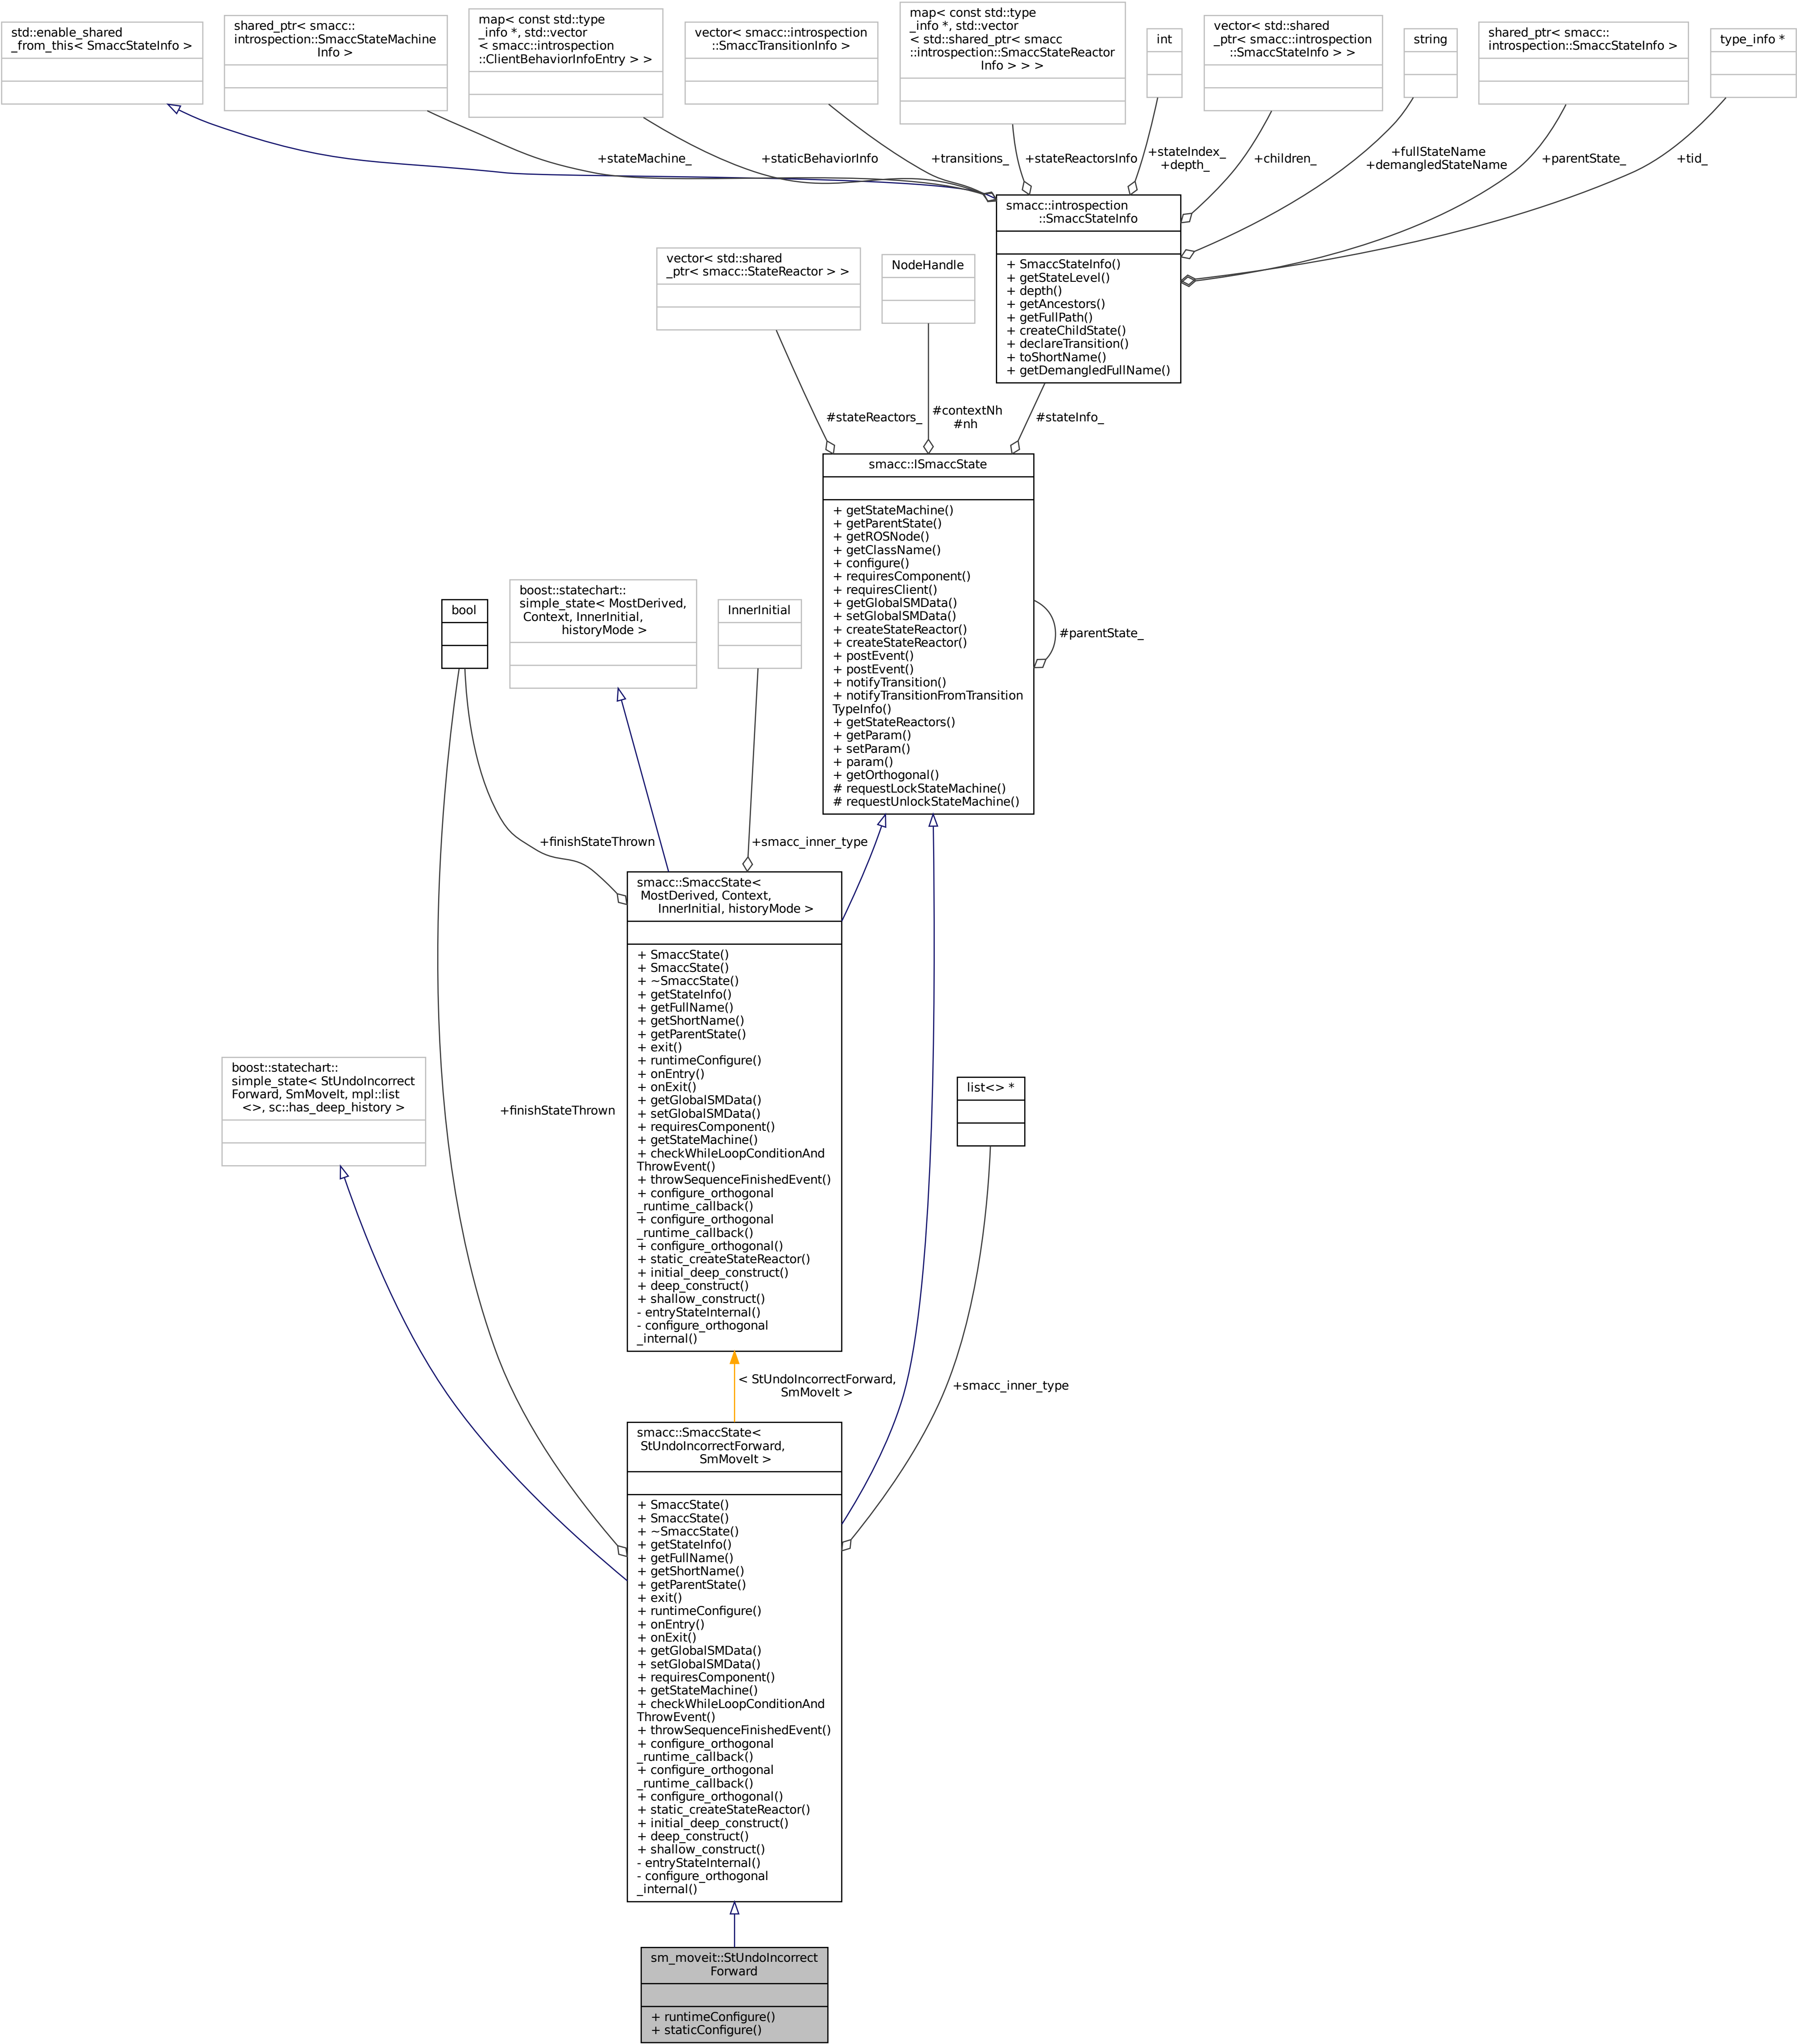 std::enable_shared
_from_this< SmaccStateInfo >
shared_ptr< smacc::
introspection::SmaccStateMachine
Info >
map< const std::type
_info *, std::vector
< smacc::introspection
::ClientBehaviorInfoEntry > >
vector< smacc::introspection
::SmaccTransitionInfo >
map< const std::type
_info *, std::vector
< std::shared_ptr< smacc
::introspection::SmaccStateReactor
Info > > >
int
vector< std::shared
_ptr< smacc::introspection
::SmaccStateInfo > >
string
shared_ptr< smacc::
introspection::SmaccStateInfo >
type_info *
+stateMachine_
+staticBehaviorInfo
+transitions_
+stateReactorsInfo
+stateIndex_
+depth_
+children_
+fullStateName
+demangledStateName
+parentState_
+tid_
smacc::introspection
::SmaccStateInfo
+ SmaccStateInfo()
+ getStateLevel()
+ depth()
+ getAncestors()
+ getFullPath()
+ createChildState()
+ declareTransition()
+ toShortName()
+ getDemangledFullName()
vector< std::shared
_ptr< smacc::StateReactor > >
NodeHandle
#stateReactors_
#contextNh
#nh
#stateInfo_
smacc::ISmaccState
+ getStateMachine()
+ getParentState()
+ getROSNode()
+ getClassName()
+ configure()
+ requiresComponent()
+ requiresClient()
+ getGlobalSMData()
+ setGlobalSMData()
+ createStateReactor()
+ createStateReactor()
+ postEvent()
+ postEvent()
+ notifyTransition()
+ notifyTransitionFromTransition
TypeInfo()
+ getStateReactors()
+ getParam()
+ setParam()
+ param()
+ getOrthogonal()
# requestLockStateMachine()
# requestUnlockStateMachine()
#parentState_
bool
boost::statechart::
simple_state< MostDerived,
Context, InnerInitial,
historyMode >
InnerInitial
+finishStateThrown
+smacc_inner_type
smacc::SmaccState<
MostDerived, Context,
InnerInitial, historyMode >
+ SmaccState()
+ SmaccState()
+ ~SmaccState()
+ getStateInfo()
+ getFullName()
+ getShortName()
+ getParentState()
+ exit()
+ runtimeConfigure()
+ onEntry()
+ onExit()
+ getGlobalSMData()
+ setGlobalSMData()
+ requiresComponent()
+ getStateMachine()
+ checkWhileLoopConditionAnd
ThrowEvent()
+ throwSequenceFinishedEvent()
+ configure_orthogonal
_runtime_callback()
+ configure_orthogonal
_runtime_callback()
+ configure_orthogonal()
+ static_createStateReactor()
+ initial_deep_construct()
+ deep_construct()
+ shallow_construct()
- entryStateInternal()
- configure_orthogonal
_internal()
boost::statechart::
simple_state< StUndoIncorrect
Forward, SmMoveIt, mpl::list
<>, sc::has_deep_history >
+finishStateThrown
list<> *
< StUndoIncorrectForward,
SmMoveIt >
+smacc_inner_type
smacc::SmaccState<
StUndoIncorrectForward,
SmMoveIt >
+ SmaccState()
+ SmaccState()
+ ~SmaccState()
+ getStateInfo()
+ getFullName()
+ getShortName()
+ getParentState()
+ exit()
+ runtimeConfigure()
+ onEntry()
+ onExit()
+ getGlobalSMData()
+ setGlobalSMData()
+ requiresComponent()
+ getStateMachine()
+ checkWhileLoopConditionAnd
ThrowEvent()
+ throwSequenceFinishedEvent()
+ configure_orthogonal
_runtime_callback()
+ configure_orthogonal
_runtime_callback()
+ configure_orthogonal()
+ static_createStateReactor()
+ initial_deep_construct()
+ deep_construct()
+ shallow_construct()
- entryStateInternal()
- configure_orthogonal
_internal()
sm_moveit::StUndoIncorrect
Forward
+ runtimeConfigure()
+ staticConfigure()